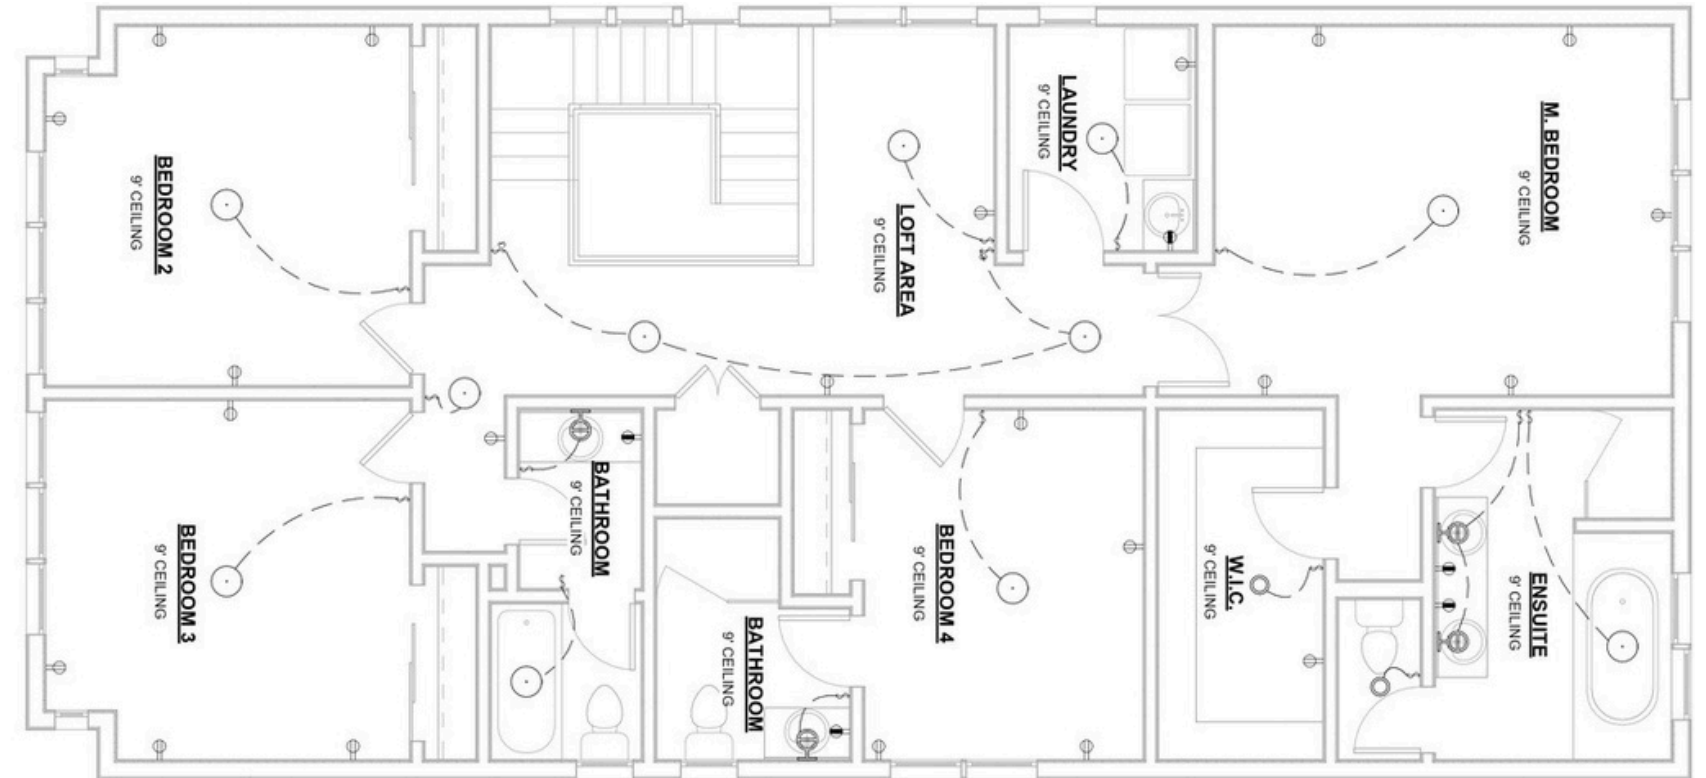 BEDROOM 2
9' CEILING
LOFT AREA
9' CEILING
LAUNDRY
9' CEILING
M. BEDROOM
9' CEILING
BEDROOM 3
9' CEILING
BATHROOM
9' CEILING
BATHROOM
9' CEILING
BEDROOM 4
9' CEILING
W.I.C.
9' CEILING
ENSUITE
9' CEILING